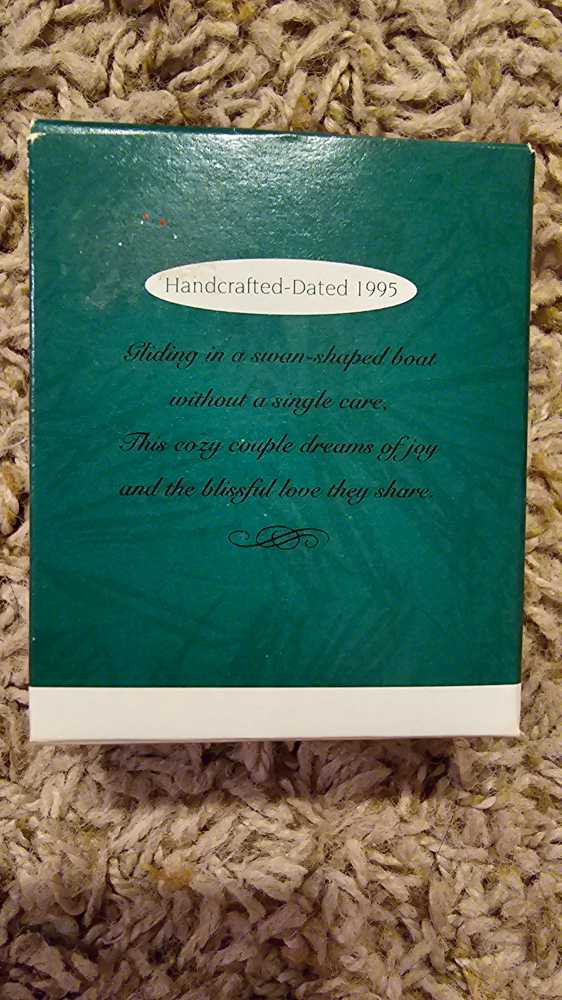 Handcrafted-Dated 1995
Gliding in a swan-shaped boat
without a single care,
This cozy couple dreams of joy
and the blissful love they share.